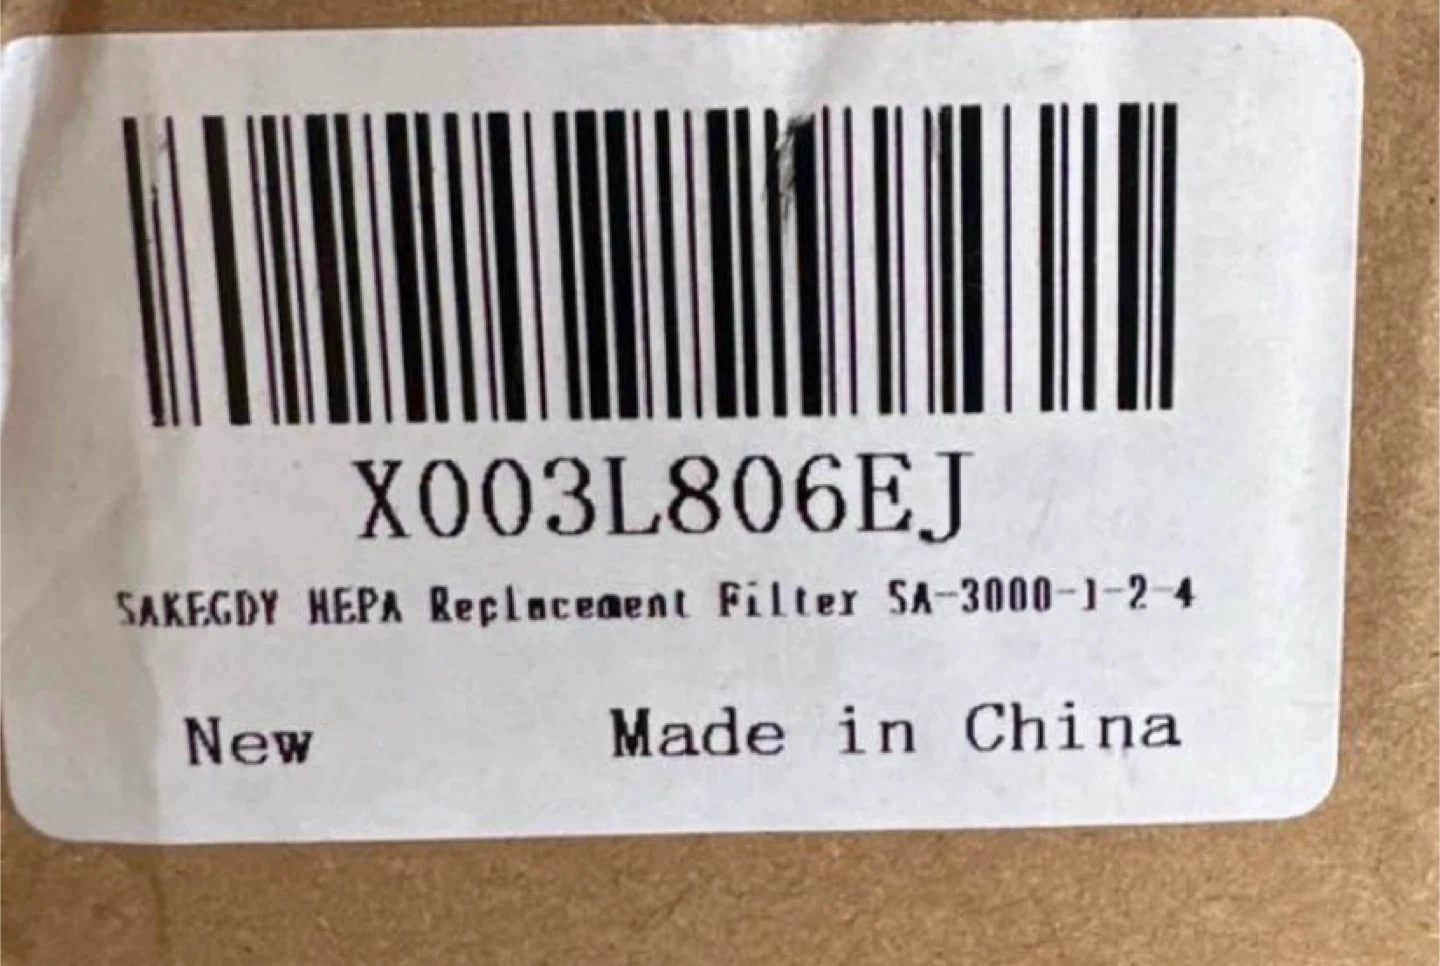 X003L806EJ
SAKEGDY HEPA Replacement Filter SA-3000-1-2-4
New
Made in China